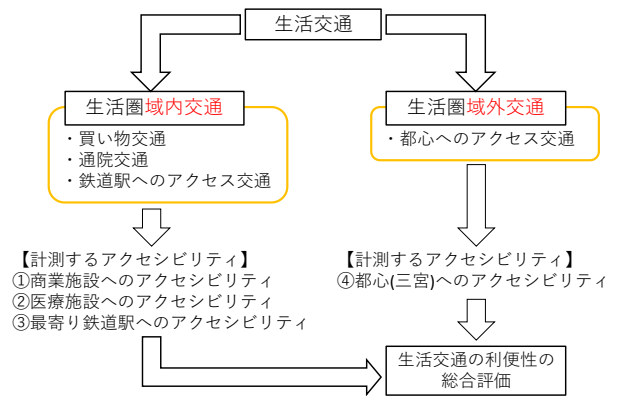 生活交通
生活圏域内交通
・買い物交通
・通院交通
・鉄道駅へのアクセス交通
生活圏域外交通
・都心へのアクセス交通
【計測するアクセシビリティ】
①商業施設へのアクセシビリティ
②医療施設へのアクセシビリティ
③最寄り鉄道駅へのアクセシビリティ
【計測するアクセシビリティ】
④都心(三宮)へのアクセシビリティ
生活交通の利便性の
総合評価